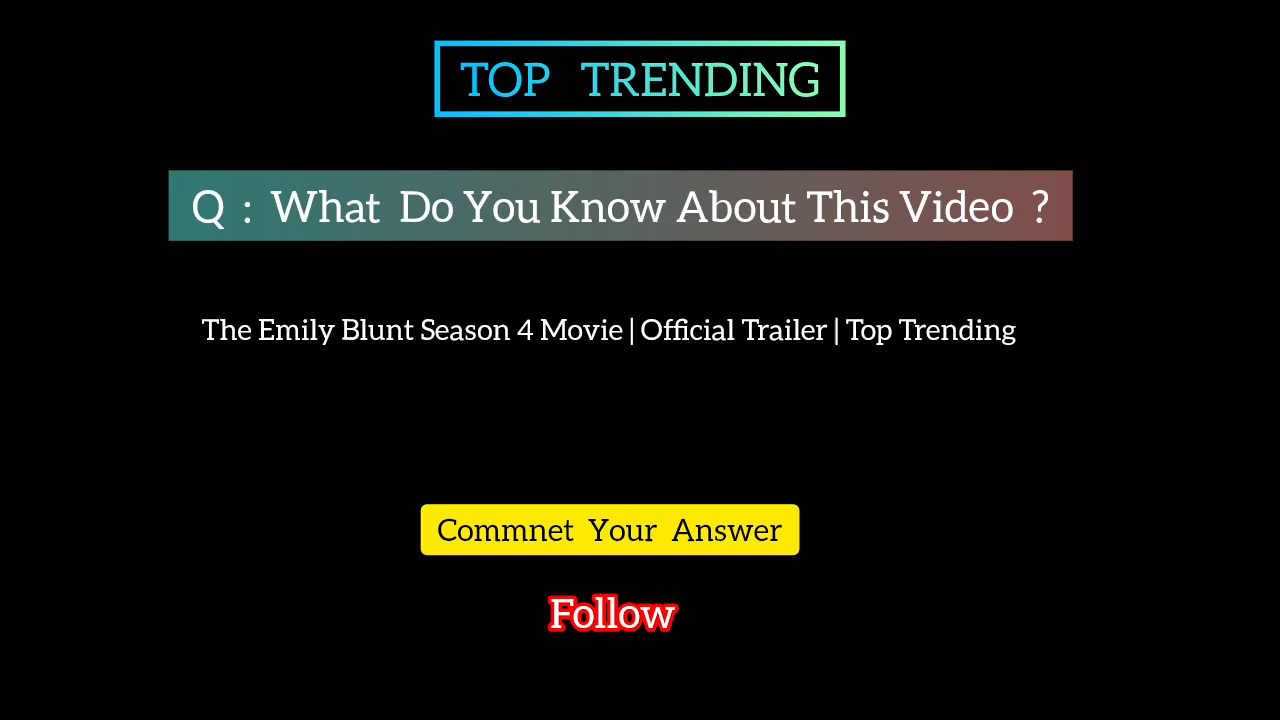 TOP TRENDING
Q : What Do You Know About This Video ?
The Emily Blunt Season 4 Movie | Official Trailer | Top Trending
Commnet Your Answer
Follow